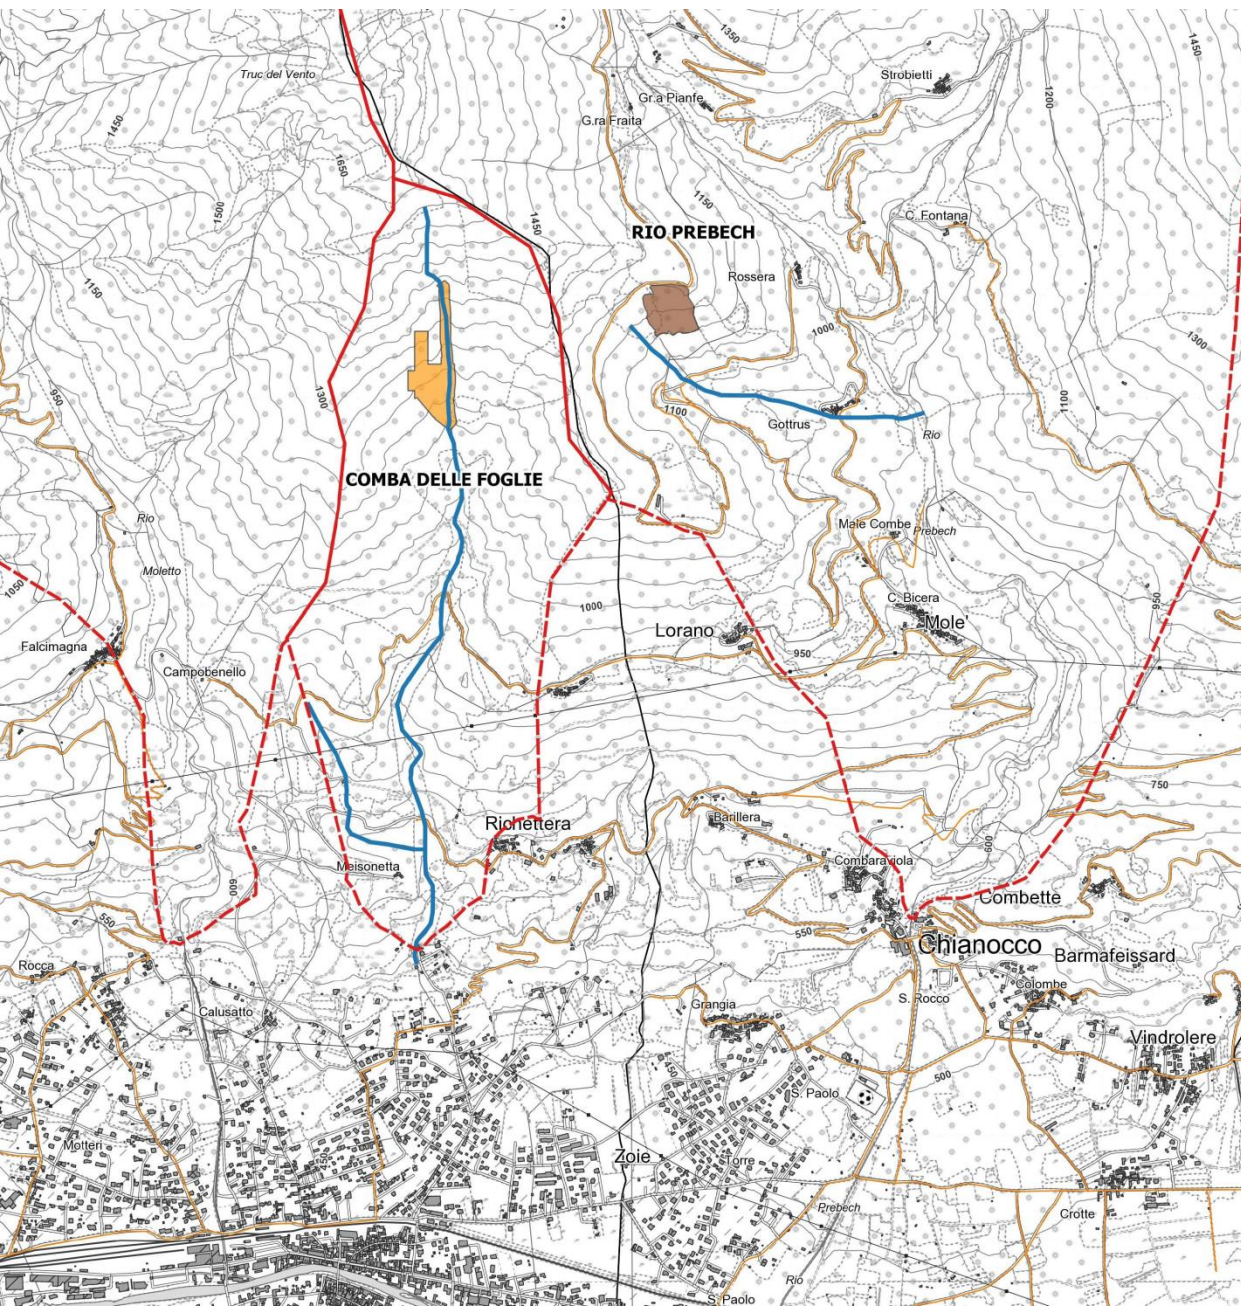 1350
1450
Truc del Vento
Strobietti
1200
Gr.a Pianfe
G.ra Fraita
1450
1650
1500
1150
C. Fontana
1450
RIO PREBECH
Rossera
1150
1000
1300
950
1300
1100
1100
Gottrus
Rio
COMBA DELLE FOGLIE
Rio
Male Combe
Prebech
Moletto
1050
1000
C. Bicera
950
Mole'
Lorano
Falcimagna
950
Campobenello
750
Barillera
Richettera
600
Meisonetta
Combaraviola
600
Combette
550
550
Chianocco
Barmafeissard
Rocca
Colombe
S. Rocco
Grangia
Calusatto
Vindrolere
450
500
S. Paolo
Motteri
Zoie
Torre
Prebech
Crotte
Rio
S. Paolo